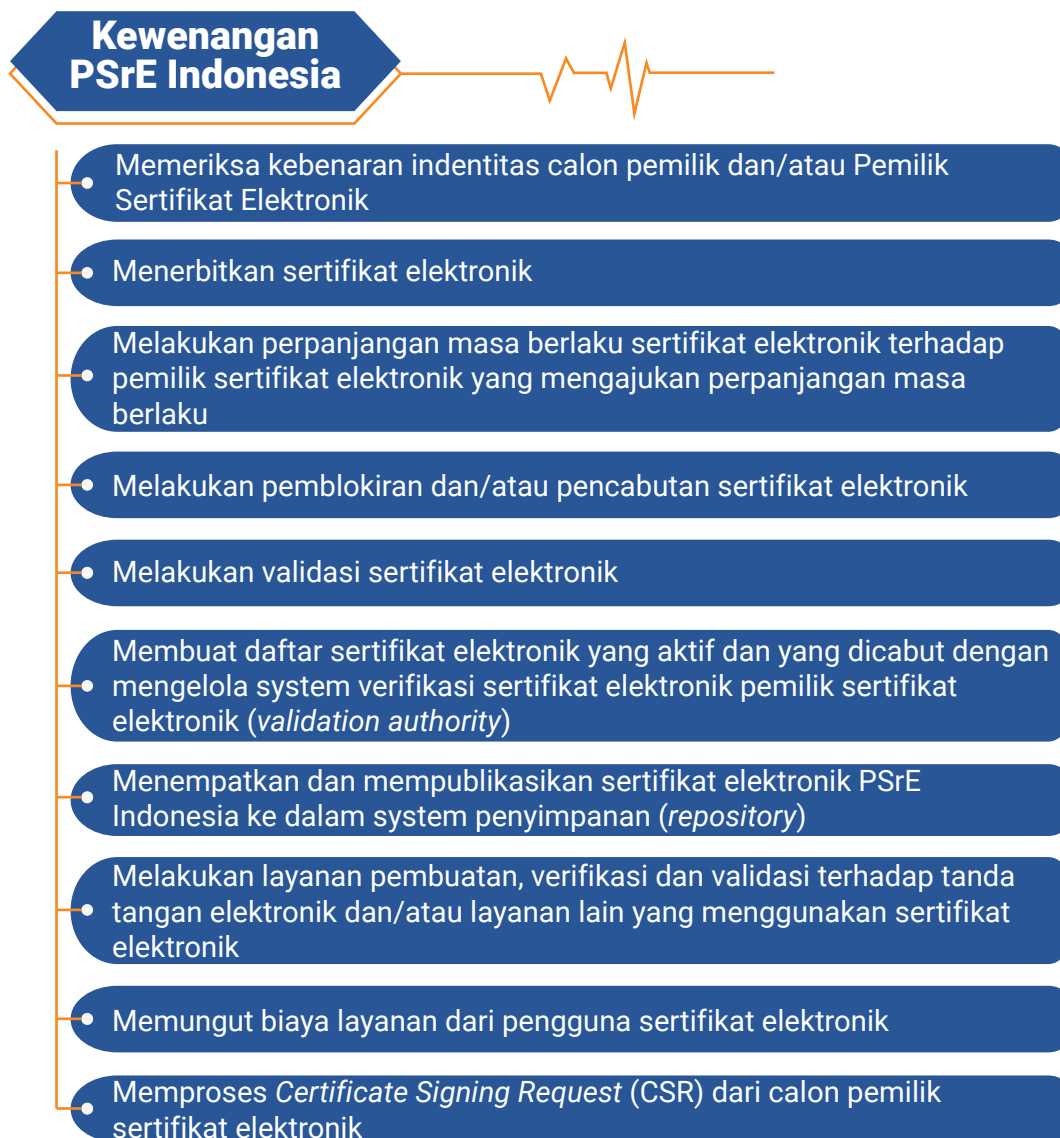 Kewenangan
PSrE Indonesia
Memeriksa kebenaran indentitas calon pemilik dan/atau Pemilik
Sertifikat Elektronik
Menerbitkan sertifikat elektronik
Melakukan perpanjangan masa berlaku sertifikat elektronik terhadap
pemilik sertifikat elektronik yang mengajukan perpanjangan masa
berlaku
Melakukan pemblokiran dan/atau pencabutan sertifikat elektronik
Melakukan validasi sertifikat elektronik
Membuat daftar sertifikat elektronik yang aktif dan yang dicabut dengan
mengelola system verifikasi sertifikat elektronik pemilik sertifikat
elektronik (validation authority)
Menempatkan dan mempublikasikan sertifikat elektronik PSrE
Indonesia ke dalam system penyimpanan (repository)
Melakukan layanan pembuatan, verifikasi dan validasi terhadap tanda
tangan elektronik dan/atau layanan lain yang menggunakan sertifikat
elektronik
Memungut biaya layanan dari pengguna sertifikat elektronik
Memproses Certificate Signing Request (CSR) dari calon pemilik
sertifikat elektronik